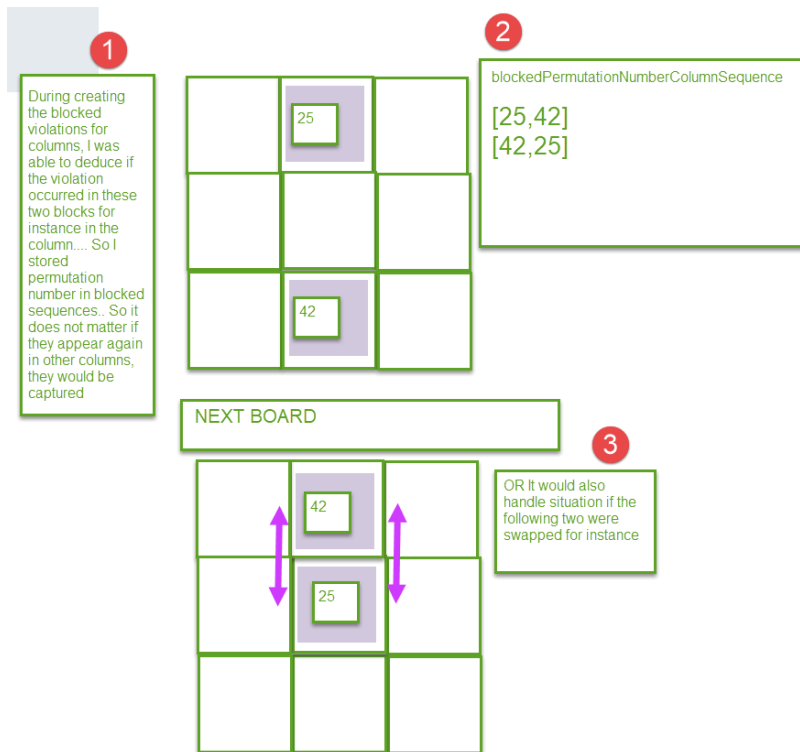 1
During creating
the blocked
violations for
columns, I was
able to deduce if
the violation
occurred in these
two blocks for
instance in the
column.... So I
stored
permutation
number in blocked
sequences.. So it
does not matter if
they appear again
in other columns,
they would be
captured
25
42
2
blockedPermutationNumberColumnSequence
[25,42]
[42,25]
NEXT BOARD
42
25
3
OR It would also
handle situation if the
following two were
swapped for instance